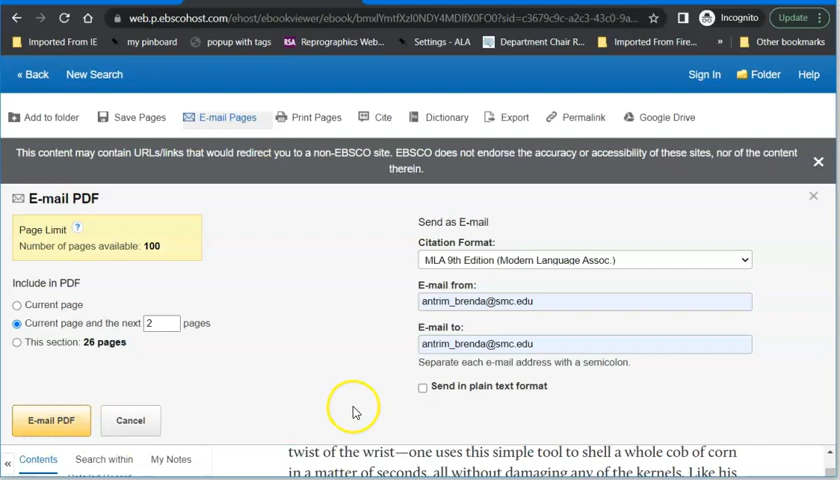 web.p.ebscohost.com/ehost/ebookviewer/ebook/bmxlYmtfXzI0NDY4MDlfX0FO0?sid=c3679c9c-a2c3-43c0-9a...
Incognito
Update
Imported From IE
my pinboard
popup with tags
RSA
Reprographics Web...
Settings - ALA
Department Chair R...
Imported From Fire...
»
Other bookmarks
« Back
New Search
Sign In
Folder
Help
Add to folder
Save Pages
E-mail Pages
Print Pages
Cite
Dictionary
Export
Permalink
Google Drive
This content may contain URLs/links that would redirect you to a non-EBSCO site. EBSCO does not endorse the accuracy or accessibility of these sites, nor of the content
therein.
E-mail PDF
Page Limit ?
Number of pages available: 100
Include in PDF
Current page
Current page and the next 2 pages
This section: 26 pages
Send as E-mail
Citation Format:
MLA 9th Edition (Modern Language Assoc.)
E-mail from:
antrim_brenda@smc.edu
E-mail to:
antrim_brenda@smc.edu
Separate each e-mail address with a semicolon.
Send in plain text format
E-mail PDF
Cancel
«
Contents
Search within
My Notes
twist of the wrist—one uses this simple tool to shell a whole cob of corn
in a matter of seconds, all without damaging any of the kernels. Like his